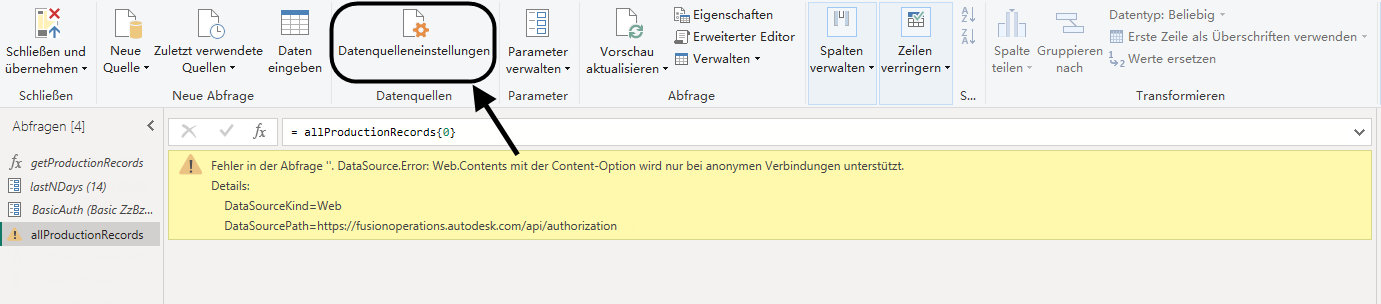 Schließen und
übernehmen
Schließen
Neue
Quelle
Zuletzt verwendete
Quellen
Daten
eingeben
Neue Abfrage
Datenquelleneinstellungen
Datenquellen
Parameter
verwalten
Parameter
Vorschau
aktualisieren
Eigenschaften
Erweiterter Editor
Verwalten
Abfrage
Spalten
verwalten
Zeilen
verringern
A
Z
Z
A
S...
Spalte
teilen
Gruppieren
nach
Datentyp: Beliebig
Erste Zeile als Überschriften verwenden
1
2
Werte ersetzen
Transformieren
Abfragen [4]
fx
= allProductionRecords{0}
fx getProductionRecords
lastNDays (14)
BasicAuth (Basic ZzBz...
allProductionRecords
Fehler in der Abfrage ''. DataSource.Error: Web.Contents mit der Content-Option wird nur bei anonymen Verbindungen unterstützt.
Details:
DataSourceKind=Web
DataSourcePath=https://fusionoperations.autodesk.com/api/authorization